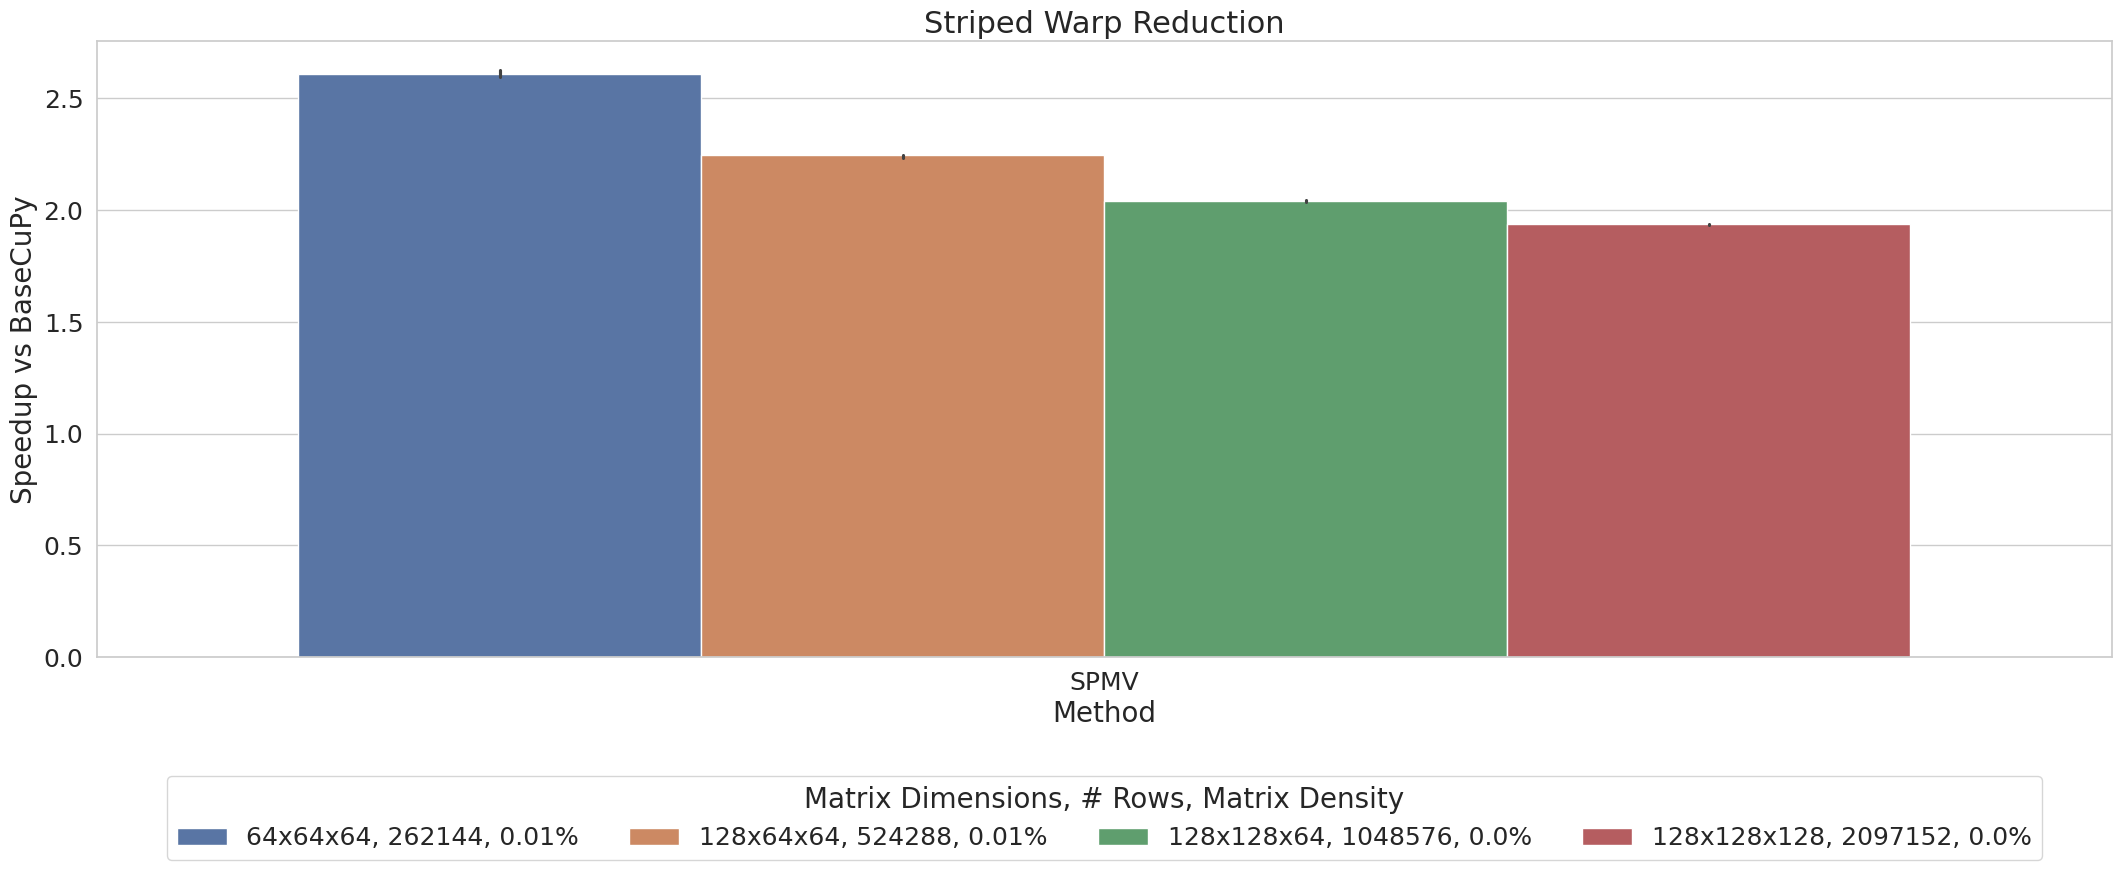 Striped Warp Reduction
Speedup vs BaseCuPy
2.5
2.0
1.5
1.0
0.5
0.0
SPMV
Method
Matrix Dimensions, # Rows, Matrix Density
64x64x64, 262144, 0.01%
128x64x64, 524288, 0.01%
128x128x64, 1048576, 0.0%
128x128x128, 2097152, 0.0%